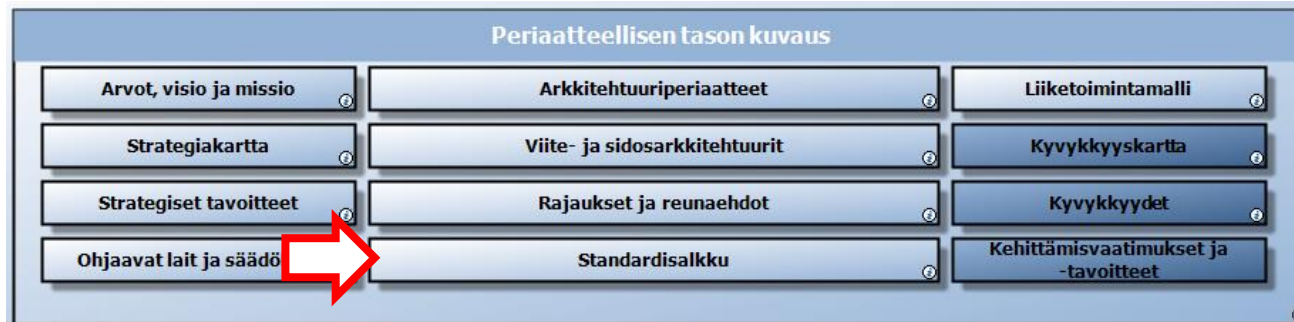 Periaatteellisen tason kuvaus
Arvot, visio ja missio
Arkkitehtuuriperiaatteet
Liiketoimintamalli
Strategiakartta
Viite- ja sidosarkkitehtuurit
Kyvykkyyskartta
Strategiset tavoitteet
Rajaukset ja reunaehdot
Kyvykkyydet
Ohjaavat lait ja
Standardisalkku
Kehittämisvaatimukset ja
-tavoitteet